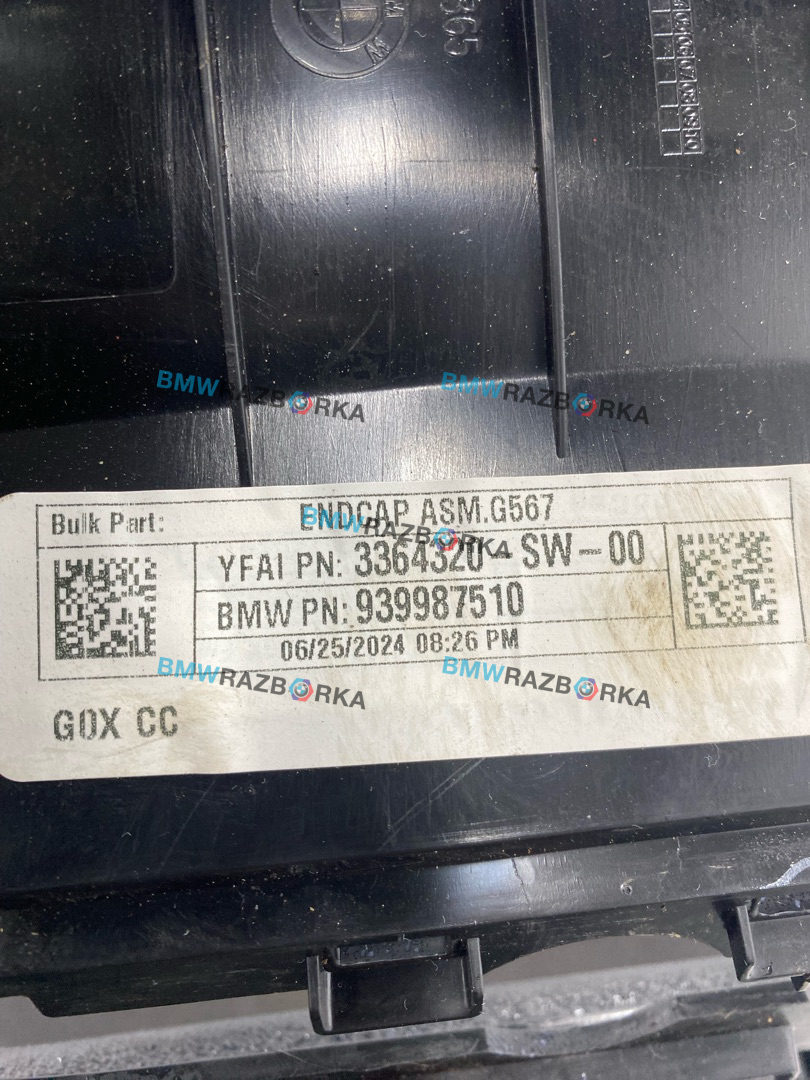 365
BMWRAZBORKA
BMWRAZBORKA
Bulk Part:
ENDCAP ASM.G567
YFAI PN: 3364320-SW-00
BMWRAZBORKA
BMW PN: 939987510
06/25/2024 08:26 PM
BMWRAZBORKA
BMWRAZBORKA
G0X CC